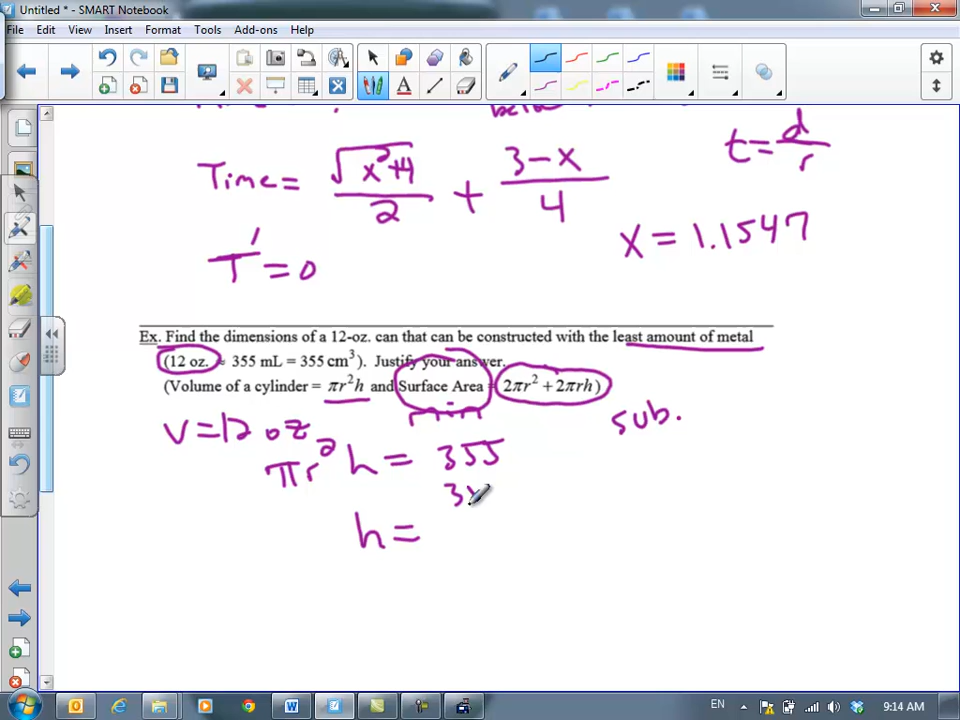 Untitled * - SMART Notebook
File Edit View Insert Format Tools Add-ons Help
t = d/r
Time = √(x²+4)/2 + (3-x)/4
x = 1.1547
T' = 0
Ex. Find the dimensions of a 12-oz. can that can be constructed with the least amount of metal
(12 oz. ≈ 355 mL = 355 cm³). Justify your answer.
(Volume of a cylinder = πr²h and Surface Area = 2πr² + 2πrh)
min
sub.
V = 12 oz
πr²h = 355
h =
EN
9:14 AM